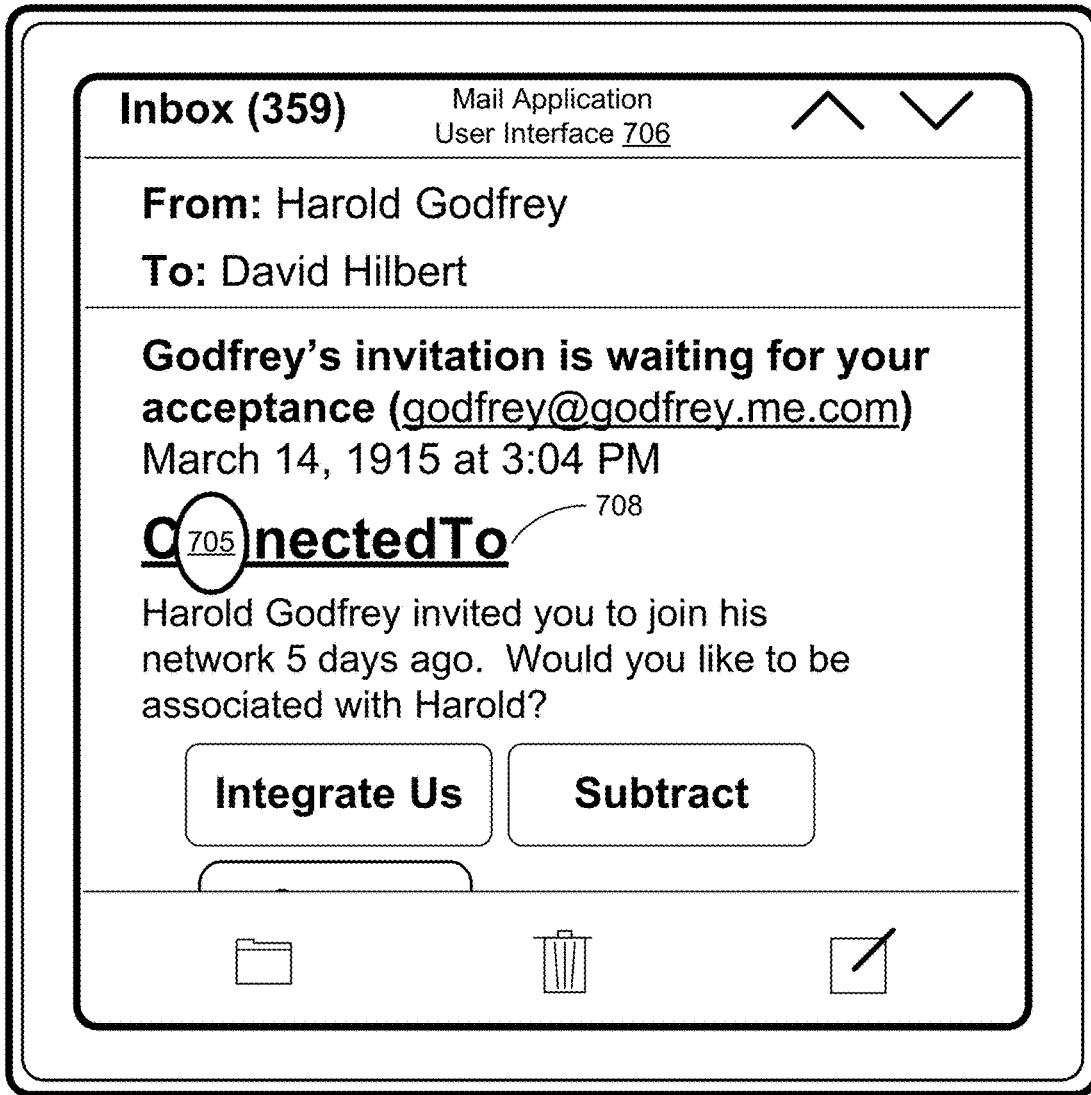 Inbox (359)
Mail Application
User Interface 706
From: Harold Godfrey
To: David Hilbert
Godfrey's invitation is waiting for your
acceptance (godfrey@godfrey.me.com)
March 14, 1915 at 3:04 PM
C 705 nectedTo
708
Harold Godfrey invited you to join his
network 5 days ago. Would you like to be
associated with Harold?
Integrate Us
Subtract